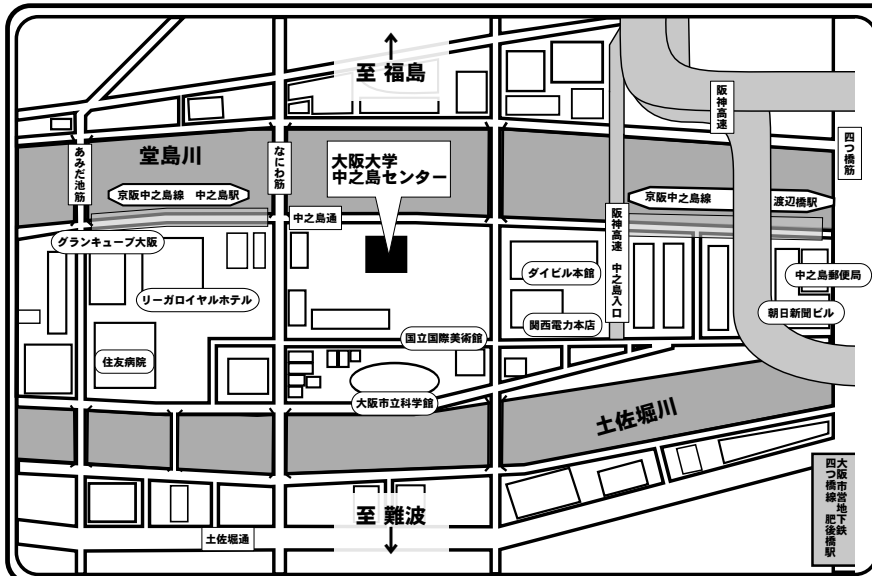 至 福島
阪神高速
四つ橋筋
あみだ池筋
堂島川
なにわ筋
大阪大学
中之島センター
京阪中之島線 中之島駅
京阪中之島線 渡辺橋駅
中之島通
阪神高速 中之島入口
グランキューブ大阪
リーガロイヤルホテル
ダイビル本館
中之島郵便局
関西電力本店
朝日新聞ビル
国立国際美術館
住友病院
大阪市立科学館
土佐堀川
大阪市営地下鉄
四つ橋線 肥後橋駅
至 難波
土佐堀通